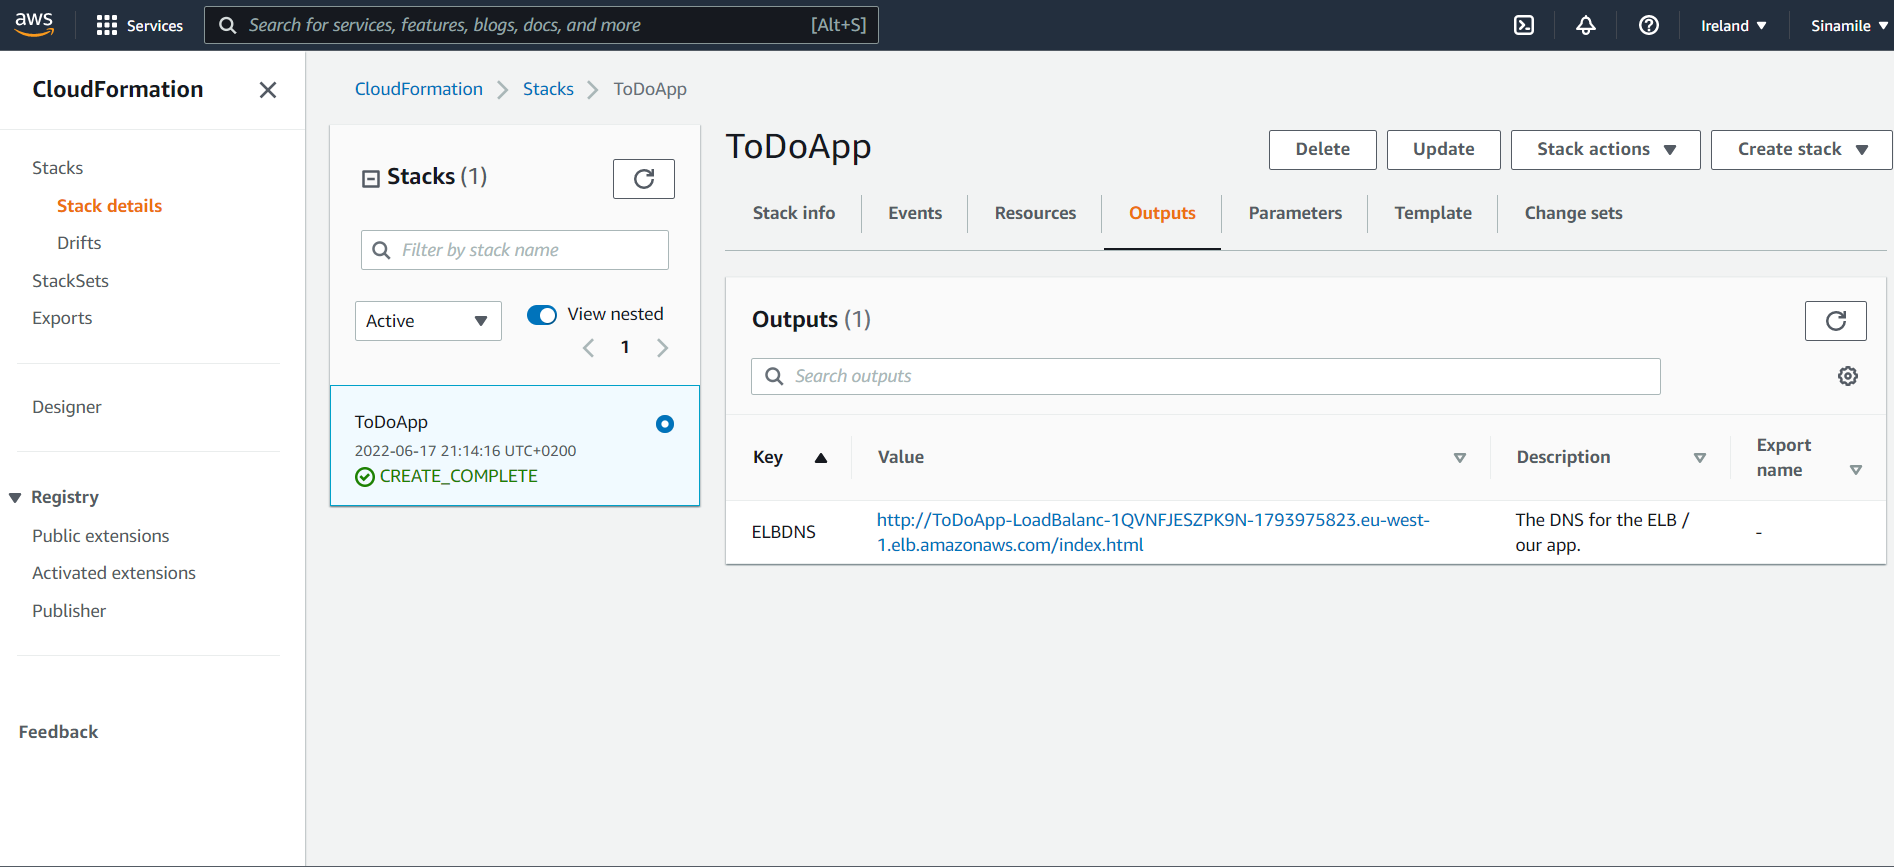 aws
Services
Search for services, features, blogs, docs, and more
[Alt+S]
Ireland
Sinamile
CloudFormation
Stacks
Stack details
Drifts
StackSets
Exports
Designer
Registry
Public extensions
Activated extensions
Publisher
Feedback
CloudFormation
Stacks
ToDoApp
Stacks (1)
Filter by stack name
Active
View nested
1
ToDoApp
2022-06-17 21:14:16 UTC+0200
CREATE_COMPLETE
ToDoApp
Delete
Update
Stack actions
Create stack
Stack info
Events
Resources
Outputs
Parameters
Template
Change sets
Outputs (1)
Search outputs
Key
Value
Description
Export
name
ELBDNS
http://ToDoApp-LoadBalanc-1QVNFJESZPK9N-1793975823.eu-west-
1.elb.amazonaws.com/index.html
The DNS for the ELB /
our app.
-